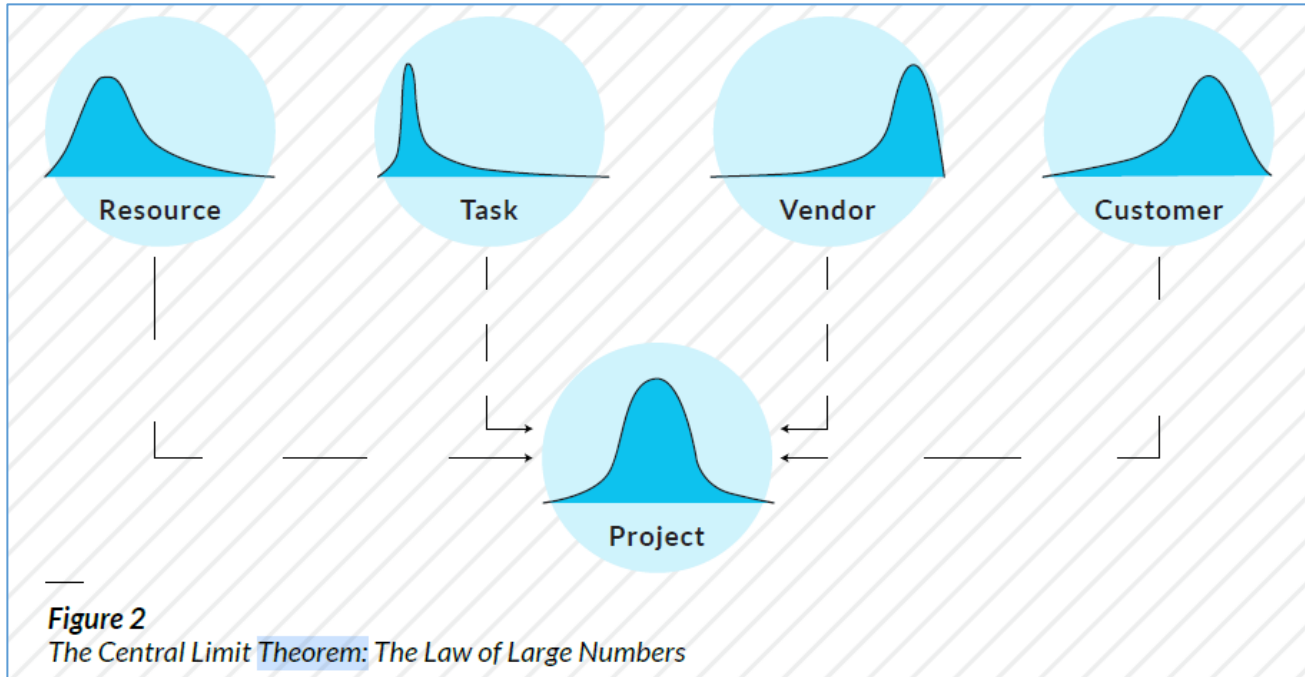 Resource
Task
Vendor
Customer
Project
Figure 2
The Central Limit Theorem: The Law of Large Numbers